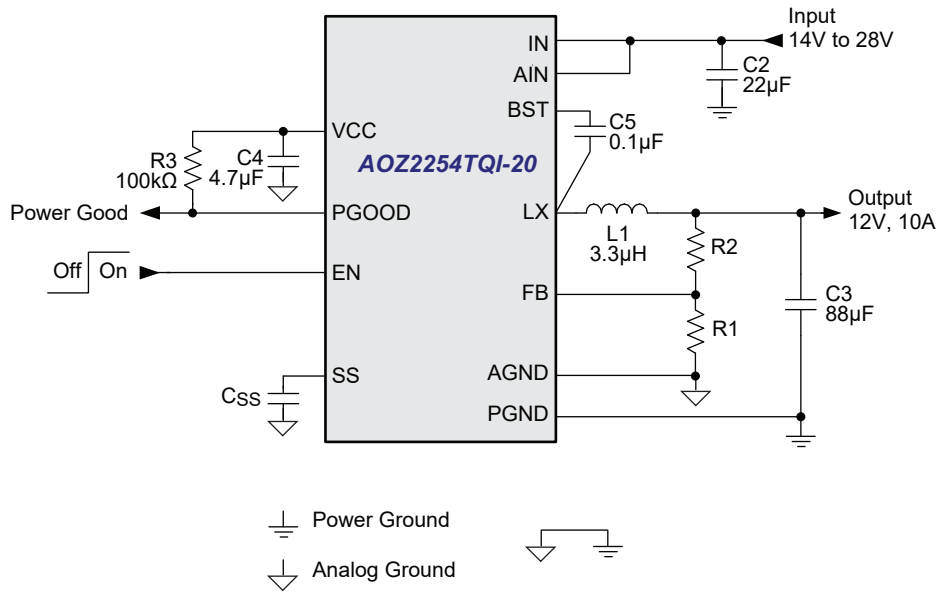 Input
14V to 28V
IN
AIN
C2
22µF
BST
C5
0.1µF
VCC
R3
100kΩ
C4
4.7µF
AOZ2254TQI-20
Power Good
PGOOD
LX
L1
3.3µH
Output
12V, 10A
R2
Off
On
EN
FB
C3
88µF
R1
SS
CSS
AGND
PGND
Power Ground
Analog Ground